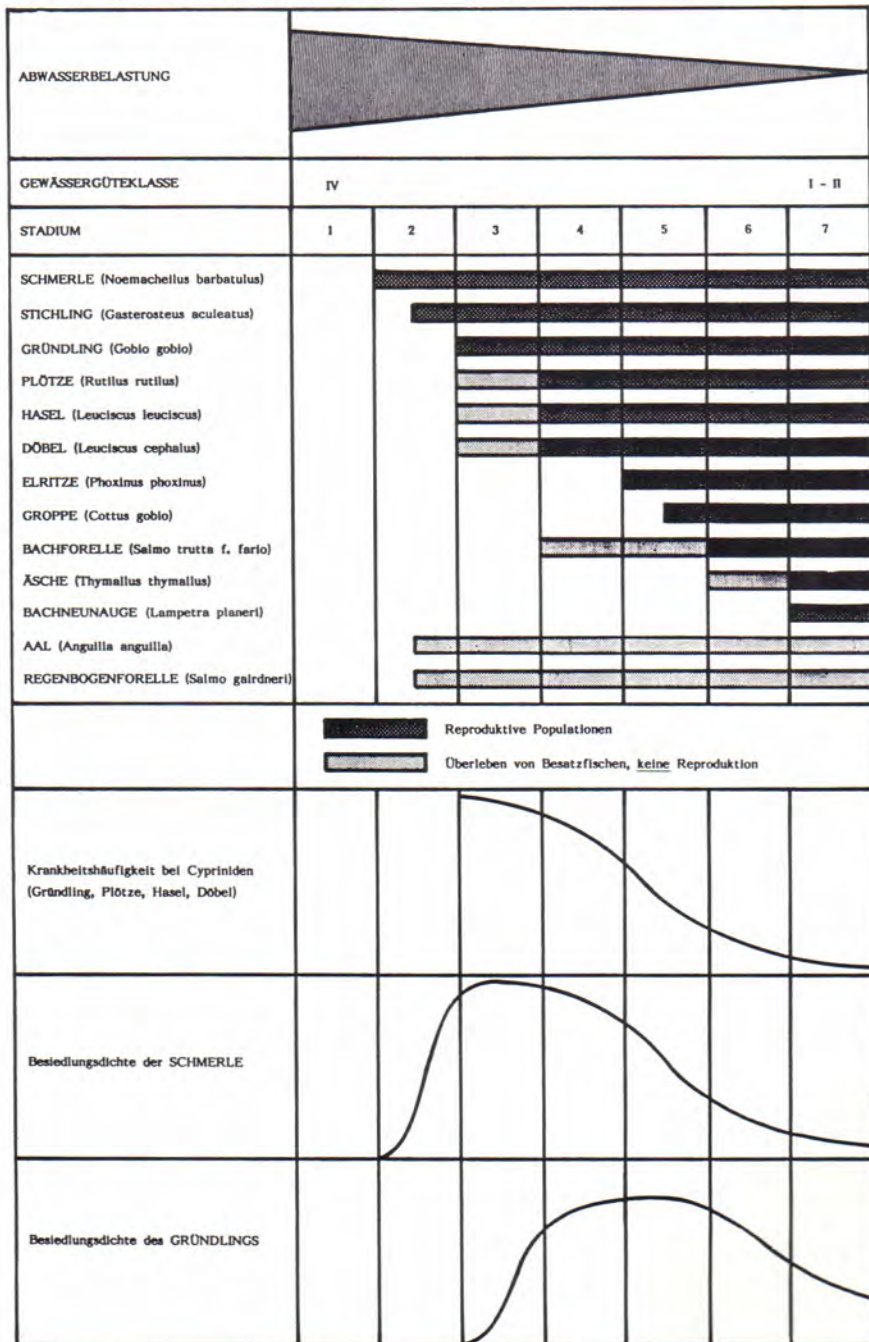 ABWASSERBELASTUNG
GEWÄSSERGÜTEKLASSE IV I - II
STADIUM 1 2 3 4 5 6 7
SCHMERLE (Noemacheilus barbatulus)
STICHLING (Gasterosteus aculeatus)
GRÜNDLING (Gobio gobio)
PLÖTZE (Rutilus rutilus)
HASEL (Leuciscus leuciscus)
DÖBEL (Leuciscus cephalus)
ELRITZE (Phoxinus phoxinus)
GROPPE (Cottus gobio)
BACHFORELLE (Salmo trutta f. fario)
ÄSCHE (Thymallus thymallus)
BACHNEUNAUGE (Lampetra planeri)
AAL (Anguilla anguilla)
REGENBOGENFORELLE (Salmo gairdneri)
Reproduktive Populationen
Überleben von Besatzfischen, keine Reproduktion
Krankheitshäufigkeit bei Cypriniden
(Gründling, Plötze, Hasel, Döbel)
Besiedlungsdichte der SCHMERLE
Besiedlungsdichte des GRÜNDLINGS